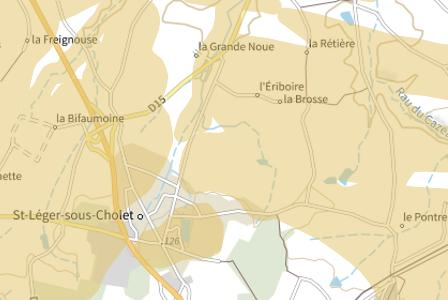 la Freignouse
la Grande Noue
la Rétière
l'Ériboire
la Brosse
D15
la Bifaumoine
St-Léger-sous-Cholet
126
le Pontre